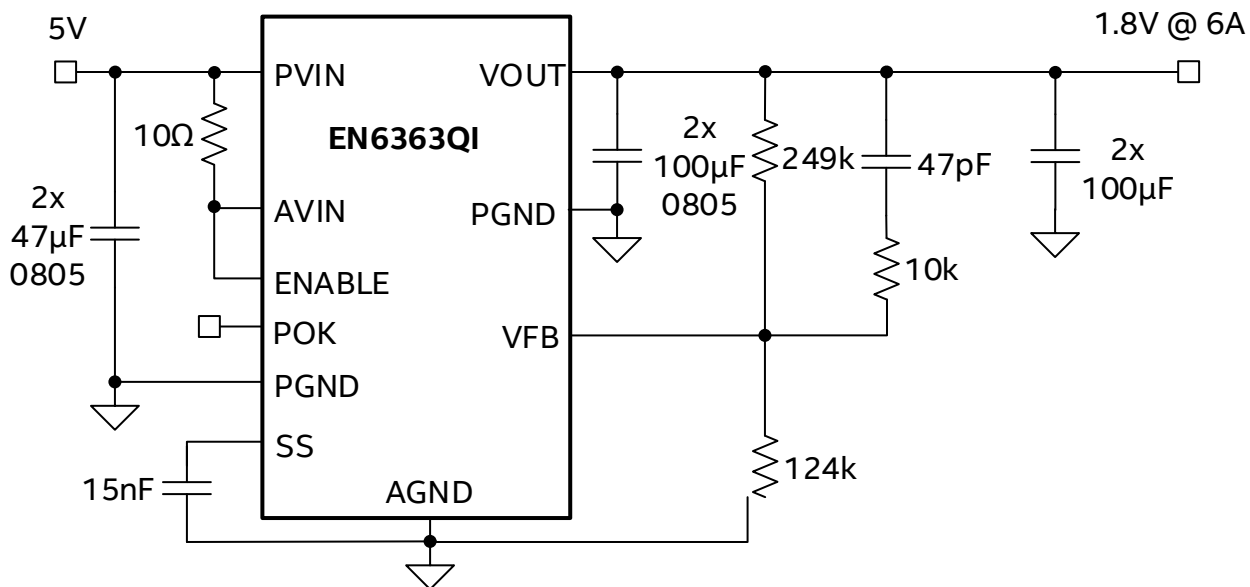 5V
1.8V @ 6A
PVIN
VOUT
10Ω
EN6363QI
2x
100µF
0805
249k
47pF
2x
100µF
2x
47µF
0805
AVIN
PGND
ENABLE
10k
POK
VFB
PGND
SS
124k
15nF
AGND